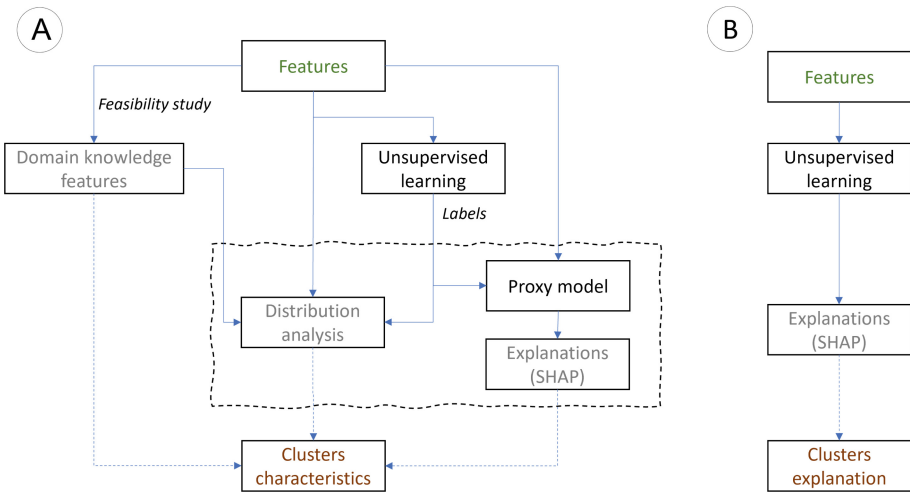 A
Features
Feasibility study
Domain knowledge
features
Unsupervised
learning
Labels
Proxy model
Distribution
analysis
Explanations
(SHAP)
Clusters
characteristics
B
Features
Unsupervised
learning
Explanations
(SHAP)
Clusters
explanation